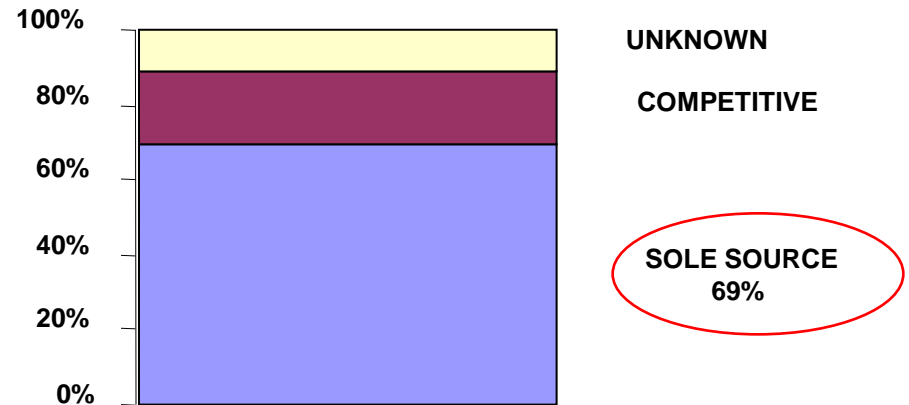 100%
UNKNOWN
80%
COMPETITIVE
60%
40%
SOLE SOURCE
69%
20%
0%